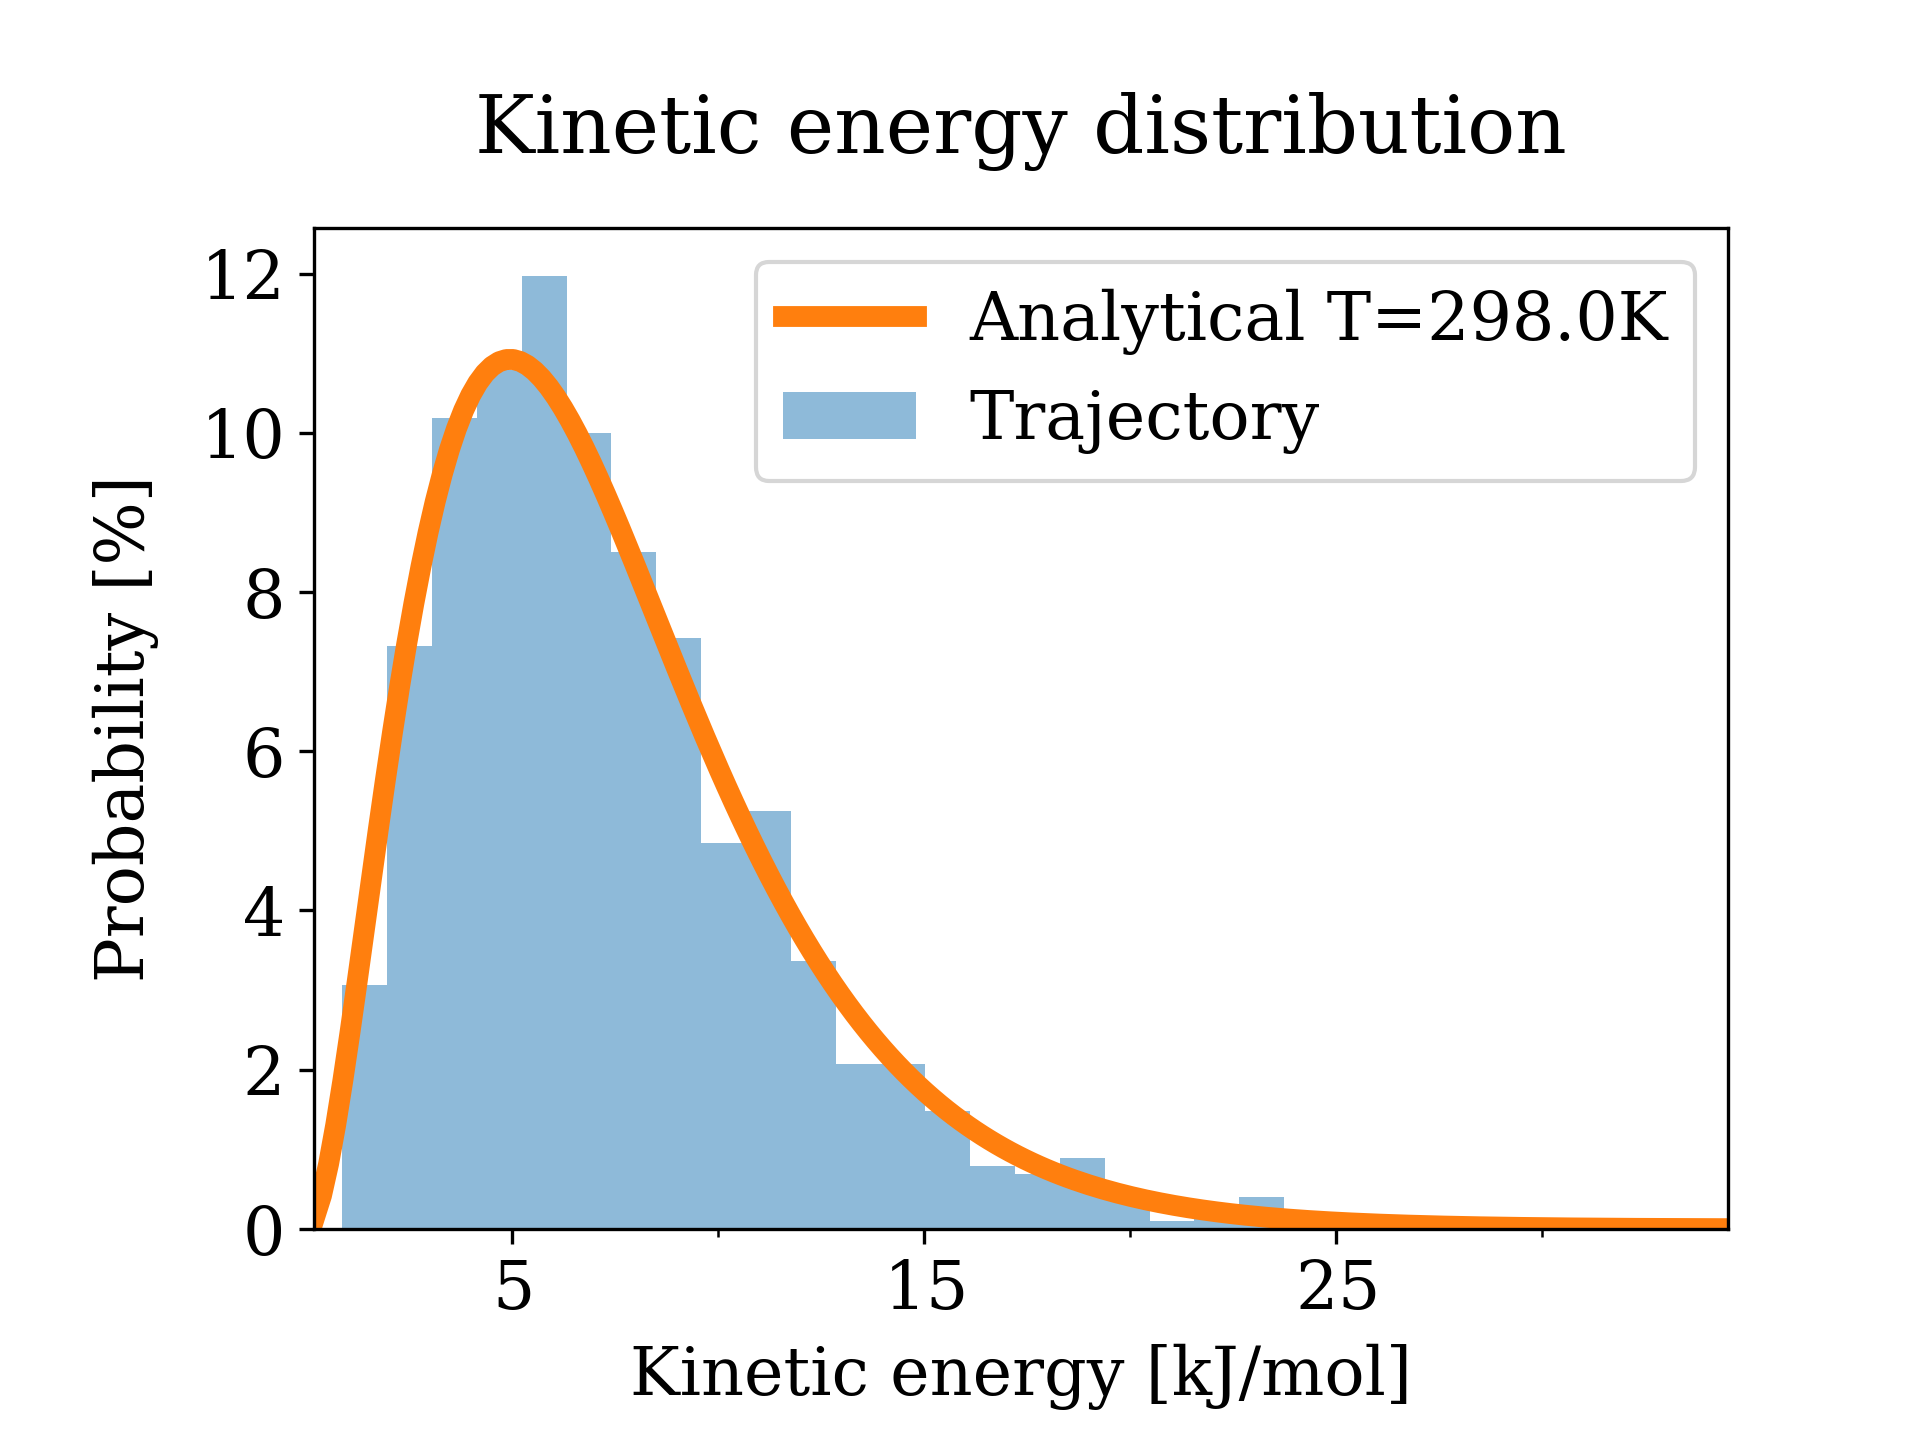 Kinetic energy distribution
Analytical T=298.0K
Trajectory
Probability [%]
12
10
8
6
4
2
0
5 15 25
Kinetic energy [kJ/mol]